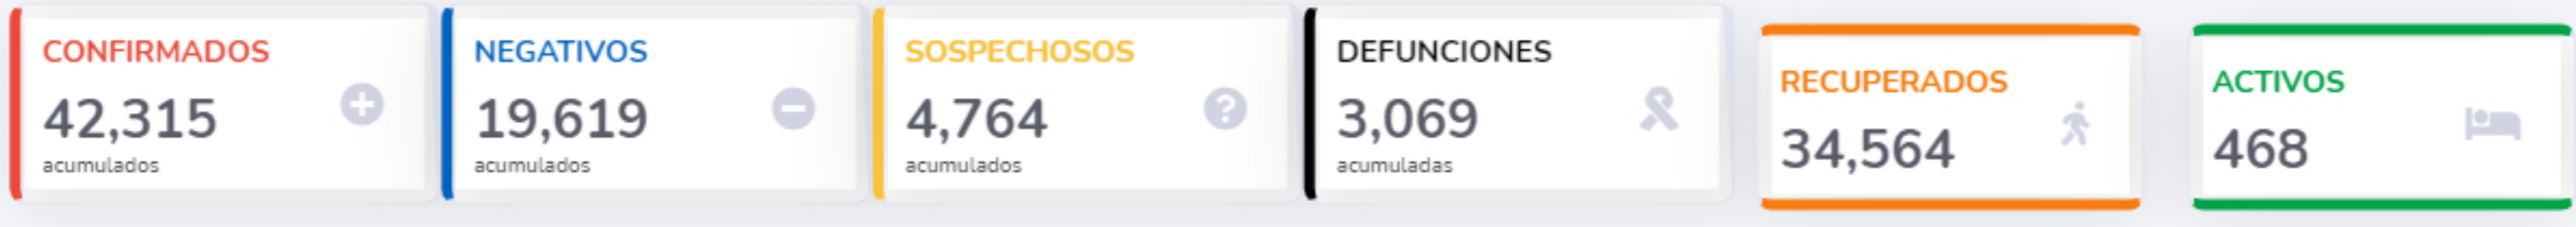 CONFIRMADOS
42,315
acumulados
NEGATIVOS
19,619
acumulados
SOSPECHOSOS
4,764
acumulados
DEFUNCIONES
3,069
acumuladas
RECUPERADOS
34,564
ACTIVOS
468